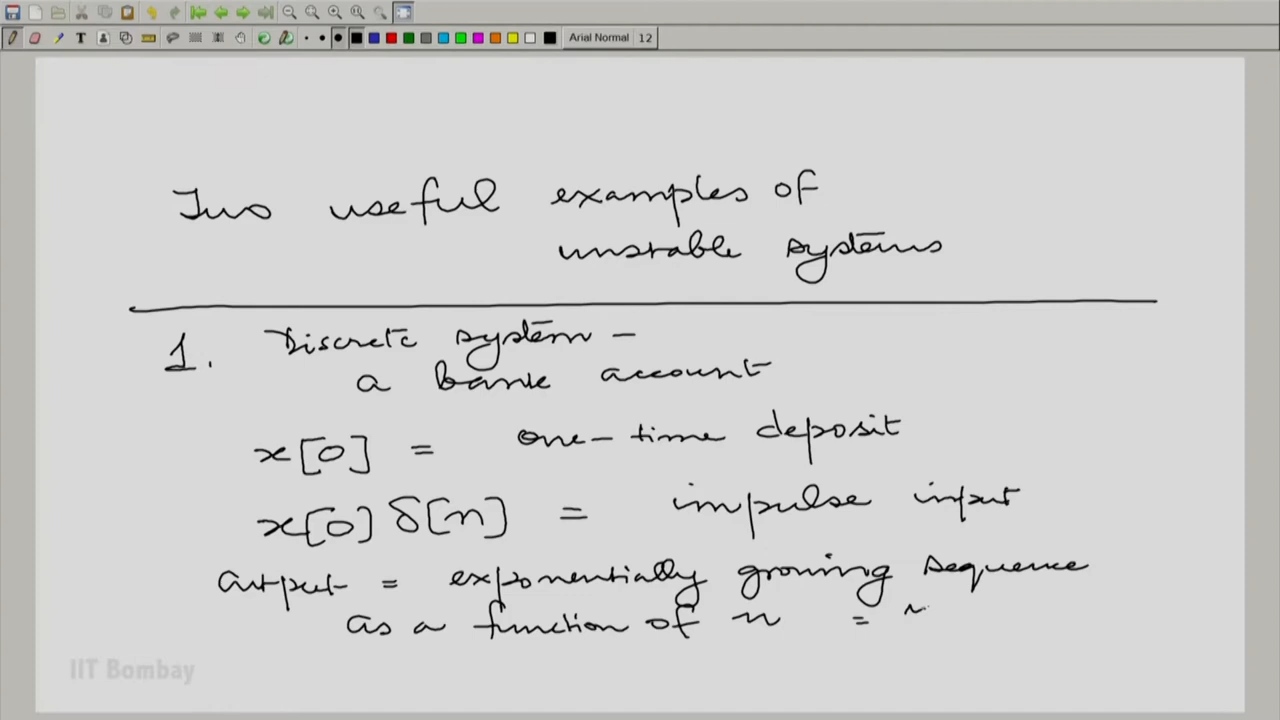 Arial Normal 12
Two useful examples of
unstable systems
1. Discrete system -
a bank account
x[0] = one-time deposit
x[0] δ[n] = impulse input
output = exponentially growing sequence
as a function of n =
IIT Bombay